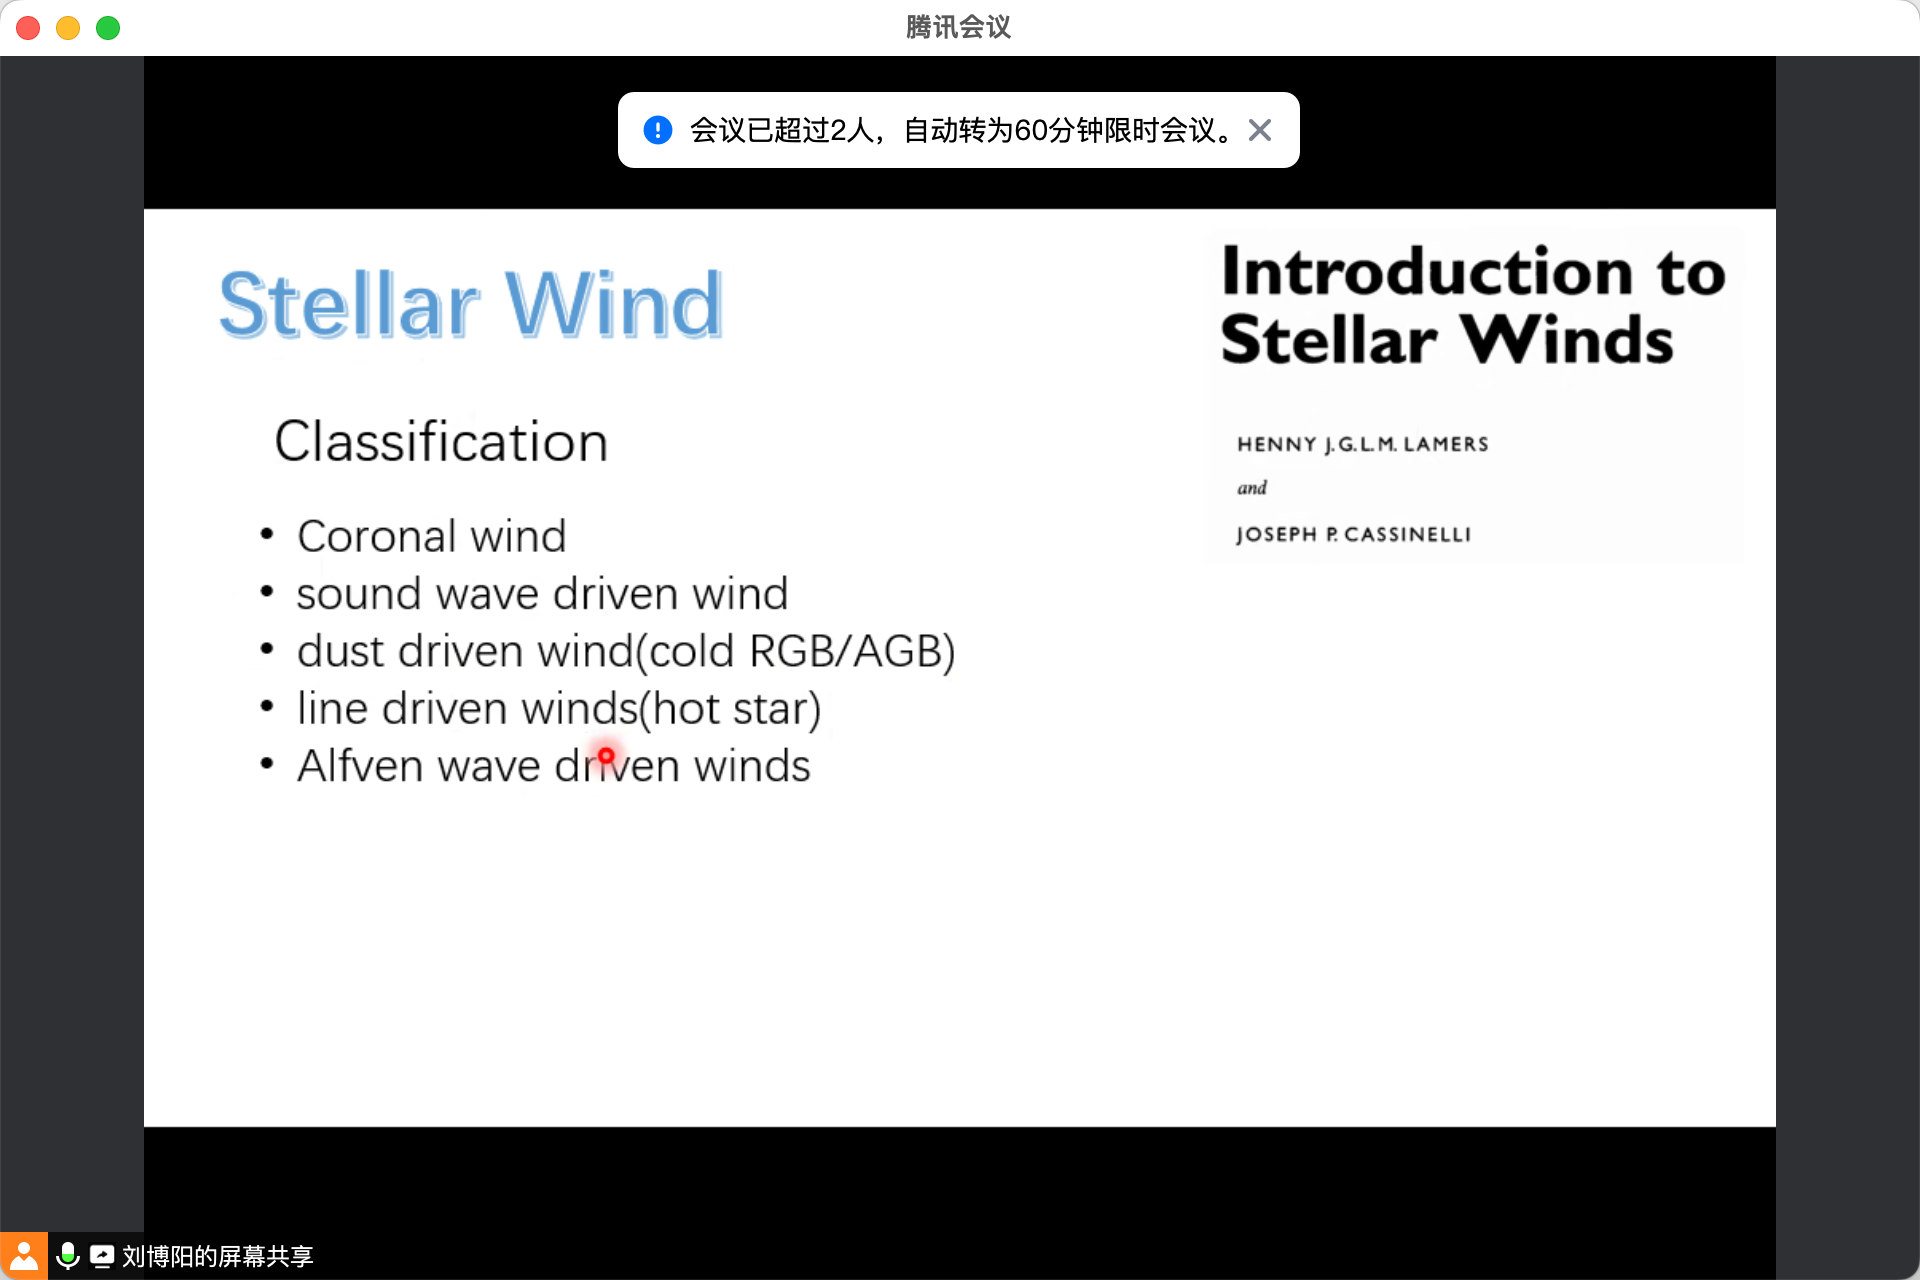 腾讯会议
会议已超过2人，自动转为60分钟限时会议。
Stellar Wind
Introduction to
Stellar Winds
HENNY J.G.L.M. LAMERS
and
JOSEPH P. CASSINELLI
Classification
• Coronal wind
• sound wave driven wind
• dust driven wind(cold RGB/AGB)
• line driven winds(hot star)
• Alfven wave driven winds
刘博阳的屏幕共享